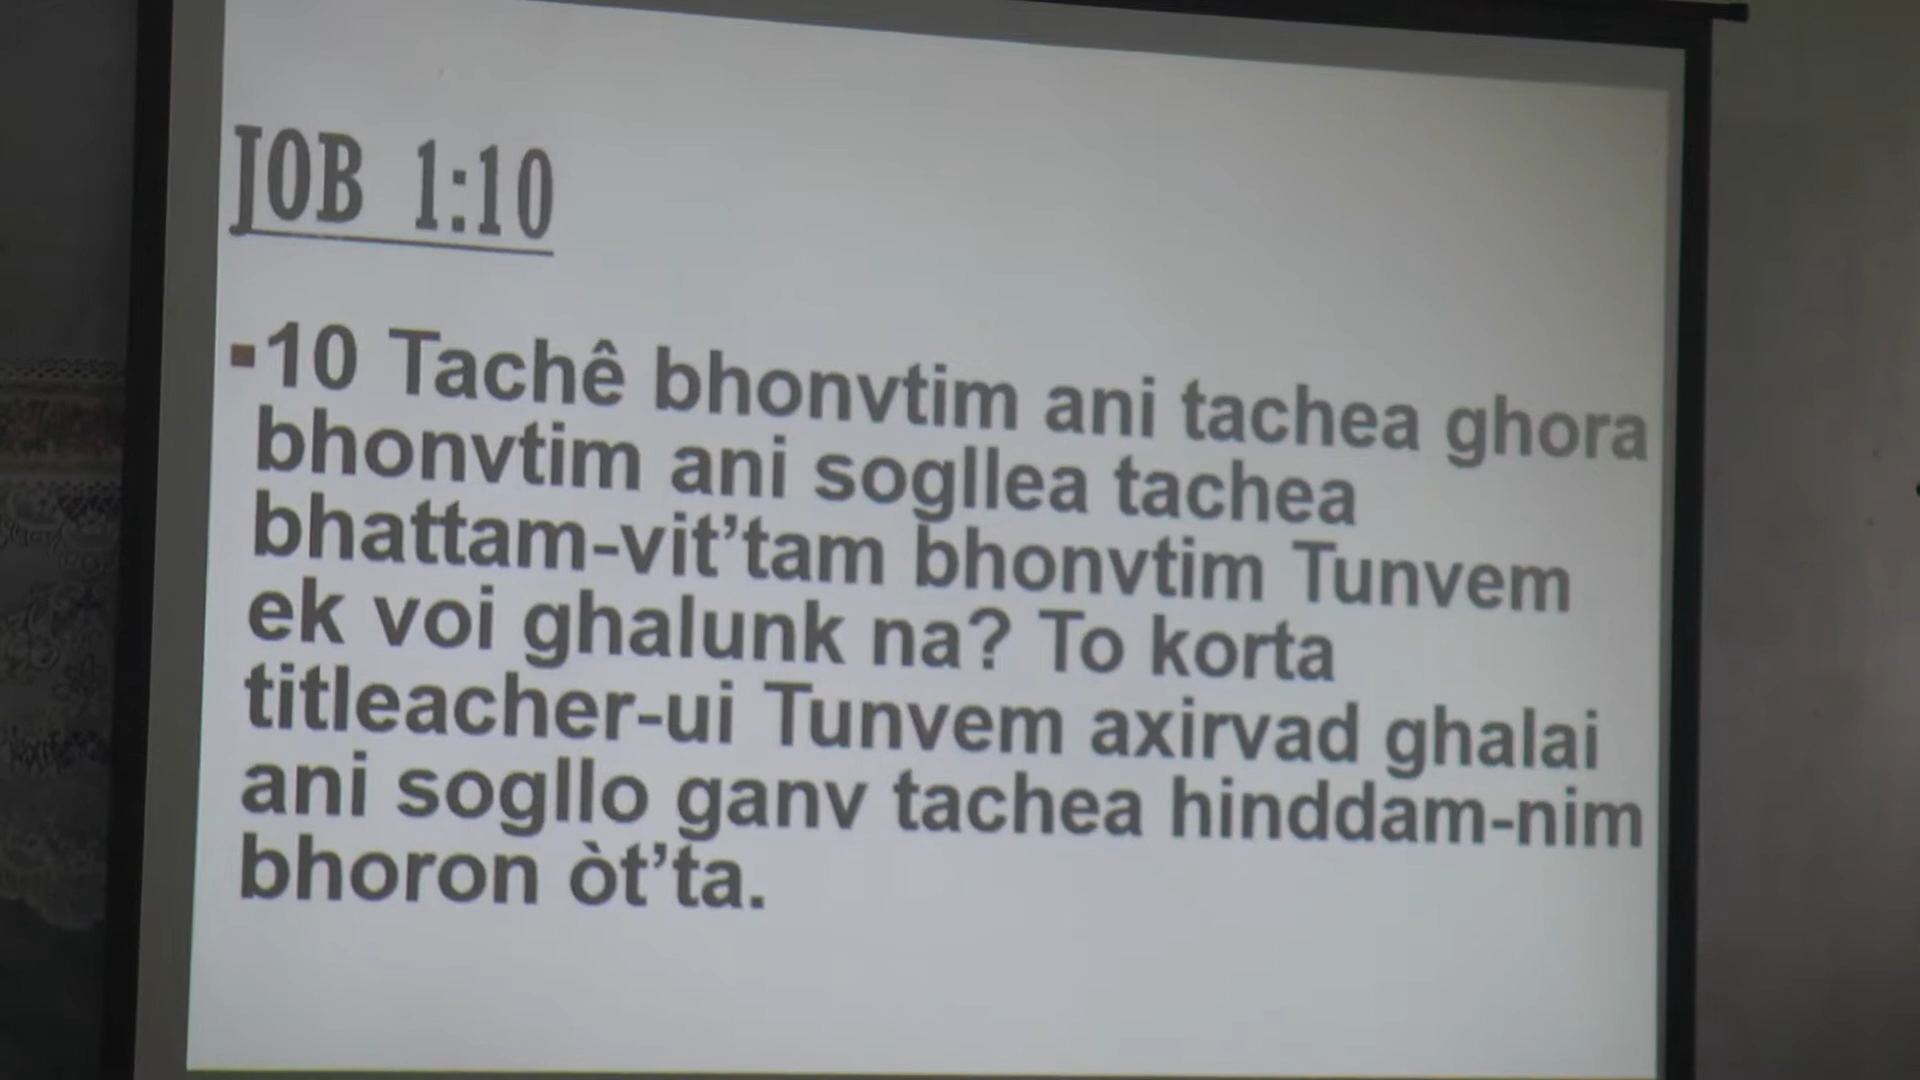 JOB 1:10
▪10 Tachê bhonvtim ani tachea ghora
bhonvtim ani sogllea tachea
bhattam-vit’tam bhonvtim Tunvem
ek voi ghalunk na? To korta
titleacher-ui Tunvem axirvad ghalai
ani sogllo ganv tachea hinddam-nim
bhoron òt’ta.